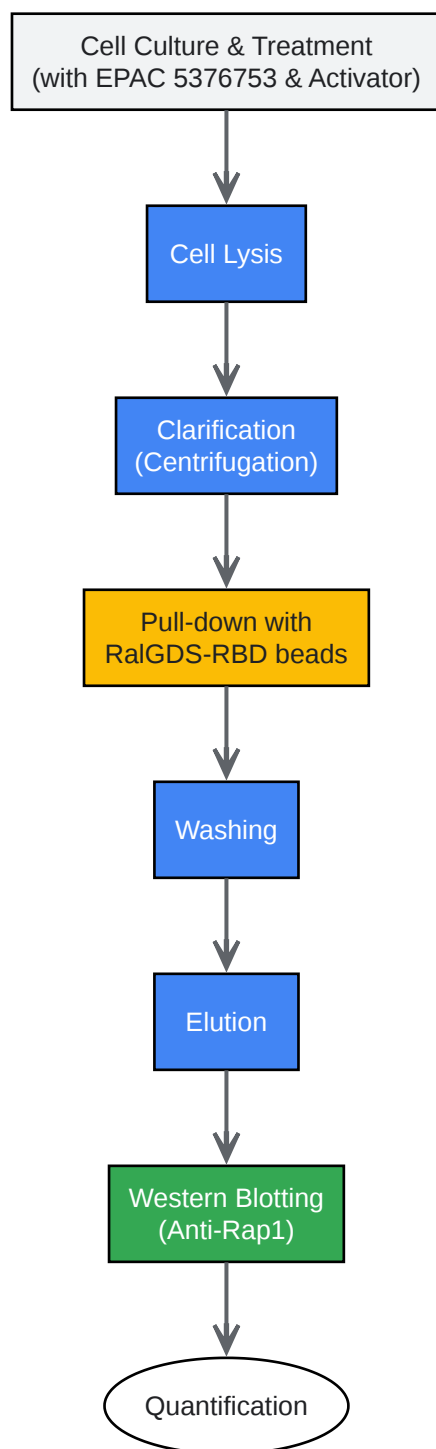 Cell Culture & Treatment
(with EPAC 5376753 & Activator)
Cell Lysis
Clarification
(Centrifugation)
Pull-down with
RalGDS-RBD beads
Washing
Elution
Western Blotting
(Anti-Rap1)
Quantification